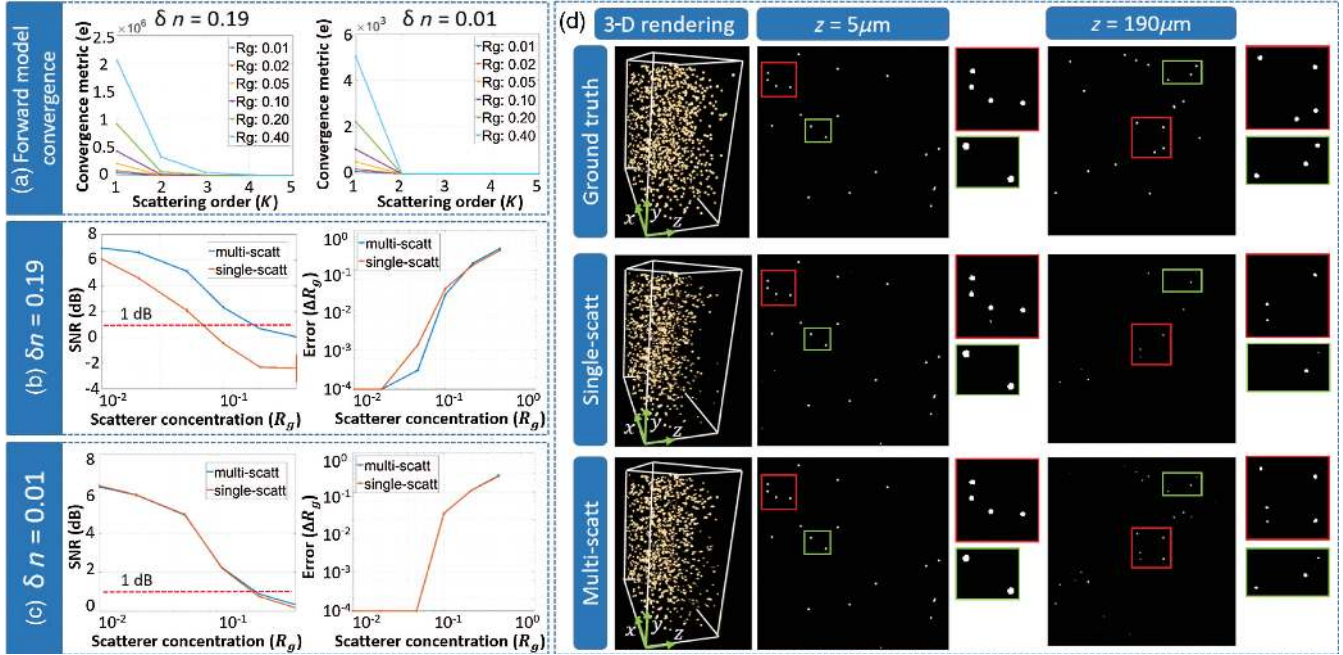 (a) Forward model
convergence
δ n = 0.19
×10⁶
Convergence metric (e)
2.5
2
1.5
1
0.5
0
1 2 3 4 5
Scattering order (K)
Rg: 0.01
Rg: 0.02
Rg: 0.05
Rg: 0.10
Rg: 0.20
Rg: 0.40
δ n = 0.01
×10³
Convergence metric (e)
6
5
4
3
2
1
0
1 2 3 4 5
Scattering order (K)
Rg: 0.01
Rg: 0.02
Rg: 0.05
Rg: 0.10
Rg: 0.20
Rg: 0.40
(b) δn = 0.19
SNR (dB)
8
6
4
2
0
-2
-4
1 dB
multi-scatt
single-scatt
10⁻² 10⁻¹
Scatterer concentration (R_g)
Error (ΔR_g)
10⁰
10⁻¹
10⁻²
10⁻³
10⁻⁴
multi-scatt
single-scatt
10⁻² 10⁻¹ 10⁰
Scatterer concentration (R_g)
(c) δ n = 0.01
SNR (dB)
8
6
4
2
0
1 dB
multi-scatt
single-scatt
10⁻² 10⁻¹
Scatterer concentration (R_g)
Error (ΔR_g)
10⁰
10⁻¹
10⁻²
10⁻³
10⁻⁴
multi-scatt
single-scatt
10⁻² 10⁻¹ 10⁰
Scatterer concentration (R_g)
(d)
3-D rendering
z = 5μm
z = 190μm
Ground truth
x y z
Single-scatt
x y z
Multi-scatt
x y z